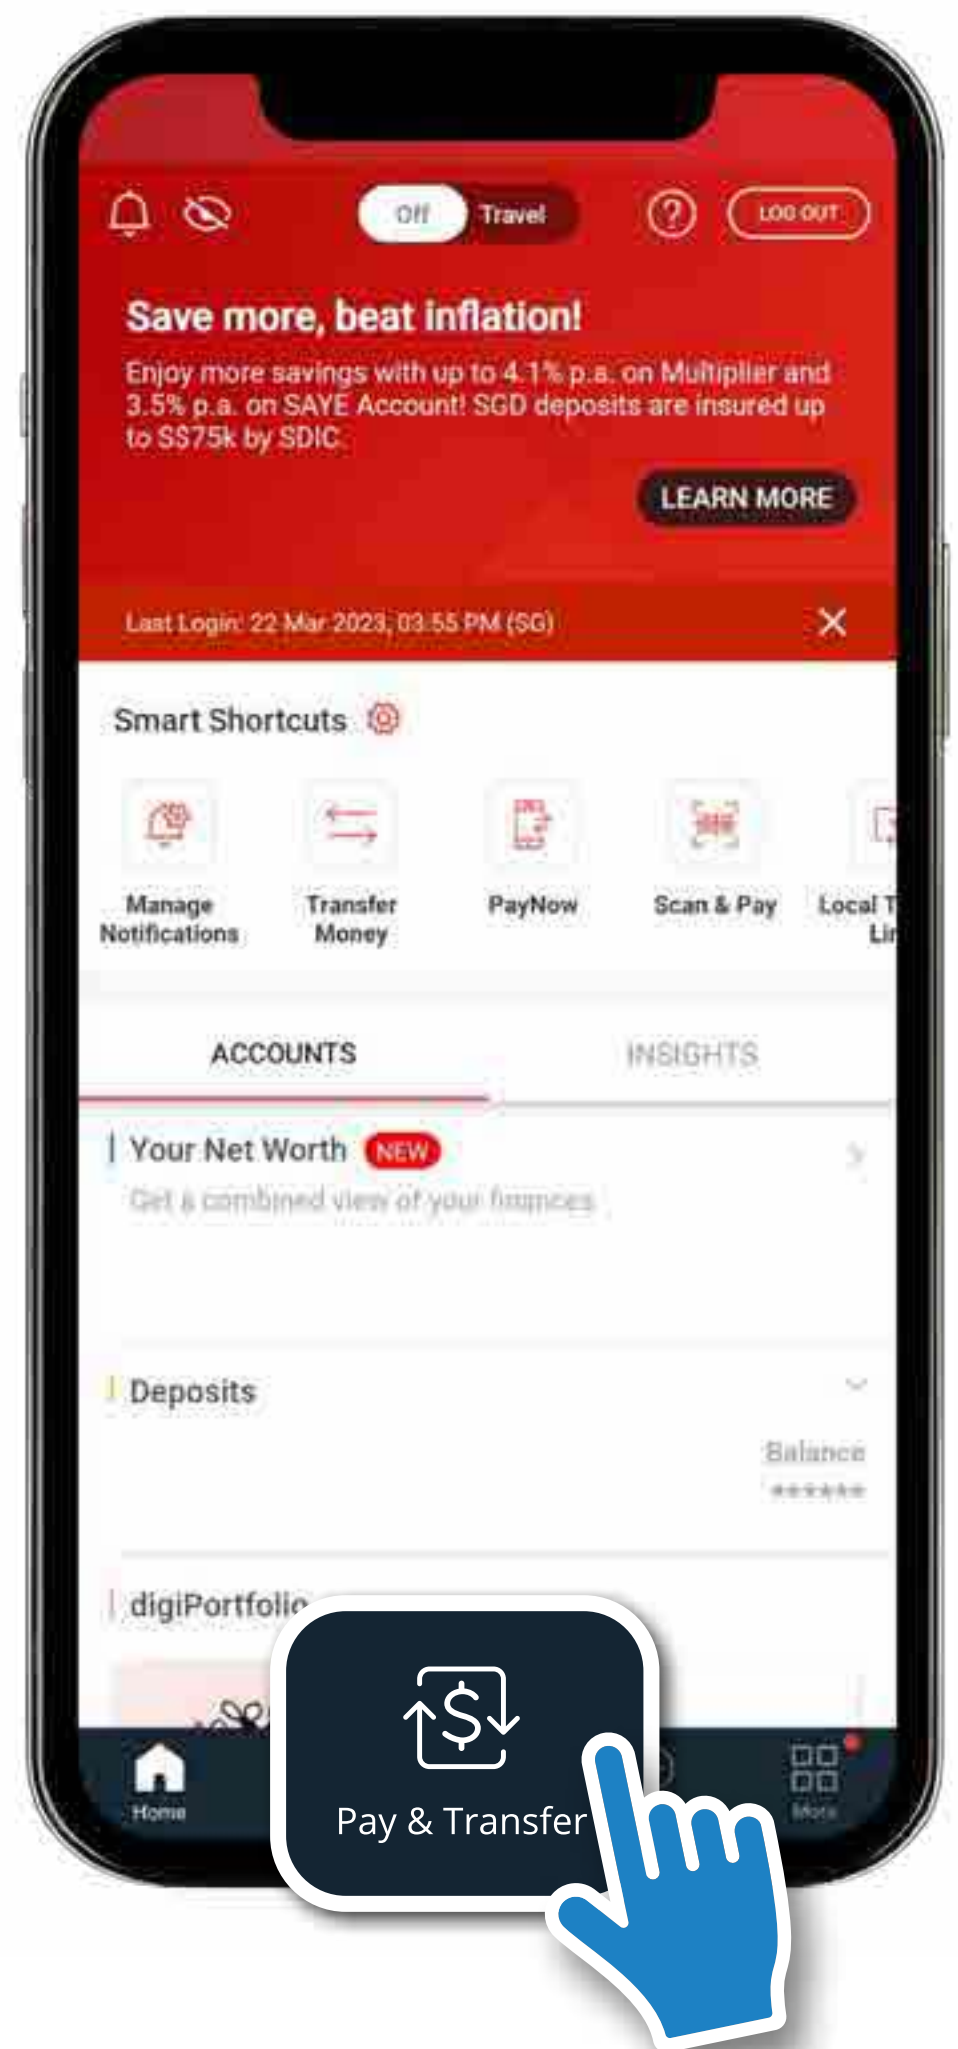 Off Travel LOG OUT
Save more, beat inflation!
Enjoy more savings with up to 4.1% p.a. on Multiplier and
3.5% p.a. on SAYE Account! SGD deposits are insured up
to S$75k by SDIC.
LEARN MORE
Last Login: 22 Mar 2023, 03:55 PM (SG)
Smart Shortcuts
Manage
Notifications
Transfer
Money
PayNow
Scan & Pay
Local T
ACCOUNTS INSIGHTS
Your Net Worth NEW
Get a combined view of your finances
Deposits
Balance
******
digiPortfolio
Home
Pay & Transfer
More